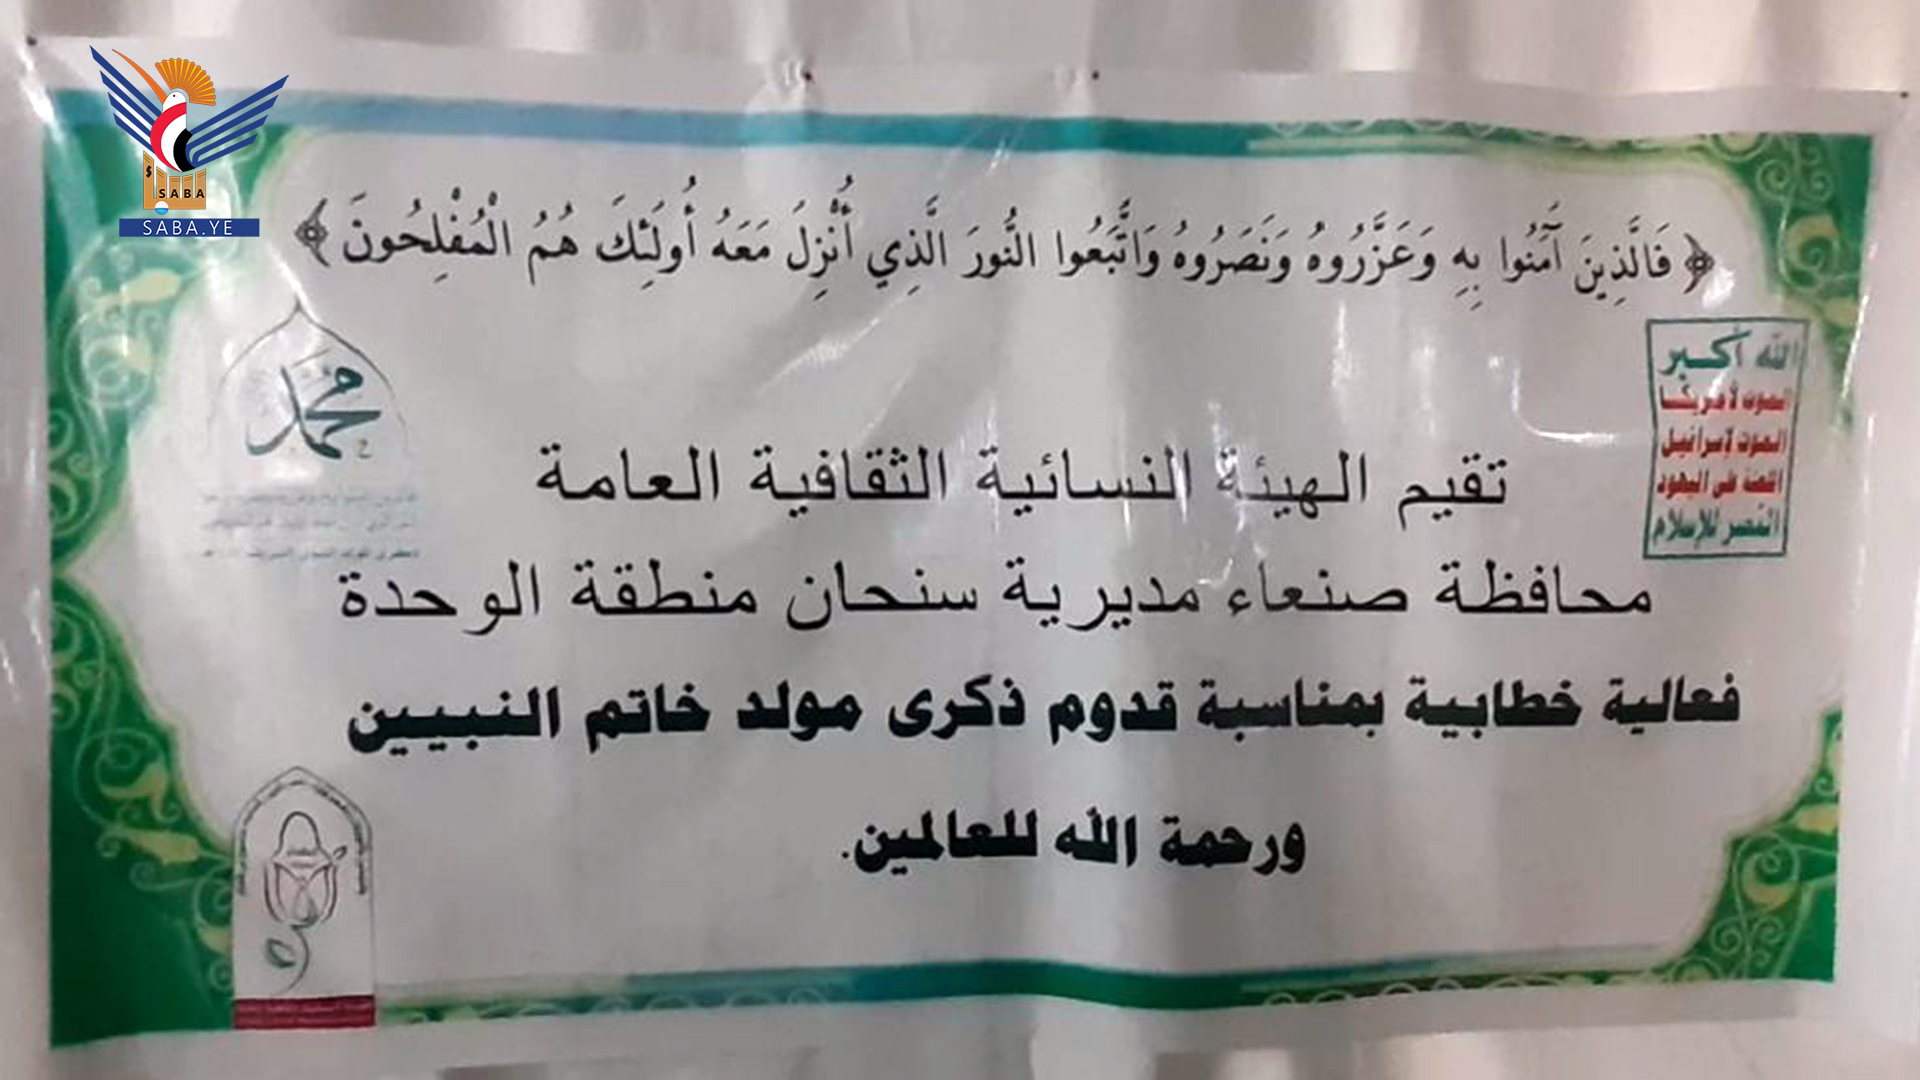 SABA
SABA.YE
﴿فَالَّذِينَ آمَنُوا بِهِ وَعَزَّرُوهُ وَنَصَرُوهُ وَاتَّبَعُوا النُّورَ الَّذِي أُنْزِلَ مَعَهُ أُولَئِكَ هُمُ الْمُفْلِحُونَ﴾
الله أكبر
الموت لأمريكا
الموت لإسرائيل
اللعنة على اليهود
النصر للإسلام
محمد
تقيم الهيئة النسائية الثقافية العامة
محافظة صنعاء مديرية سنحان منطقة الوحدة
فعالية خطابية بمناسبة قدوم ذكرى مولد خاتم النبيين
ورحمة الله للعالمين.